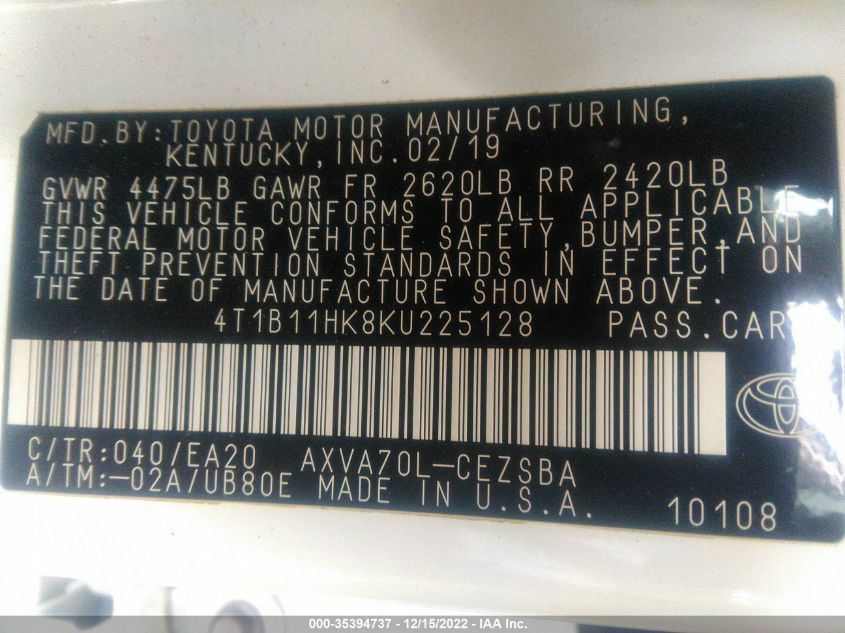 MFD.BY:TOYOTA MOTOR MANUFACTURING,
KENTUCKY,INC.02/19
GVWR 4475LB GAWR FR 2620LB RR 2420LB
THIS VEHICLE CONFORMS TO ALL APPLICABLE
FEDERAL MOTOR VEHICLE SAFETY,BUMPER,AND
THEFT PREVENTION STANDARDS IN EFFECT ON
THE DATE OF MANUFACTURE SHOWN ABOVE.
4T1B11HK8KU225128 PASS.CAR
C/TR:040/EA20 AXVA70L-CEZSBA
A/TM:-02A/UB80E MADE IN U.S.A.
10108
000-35394737 - 12/15/2022 - IAA Inc.